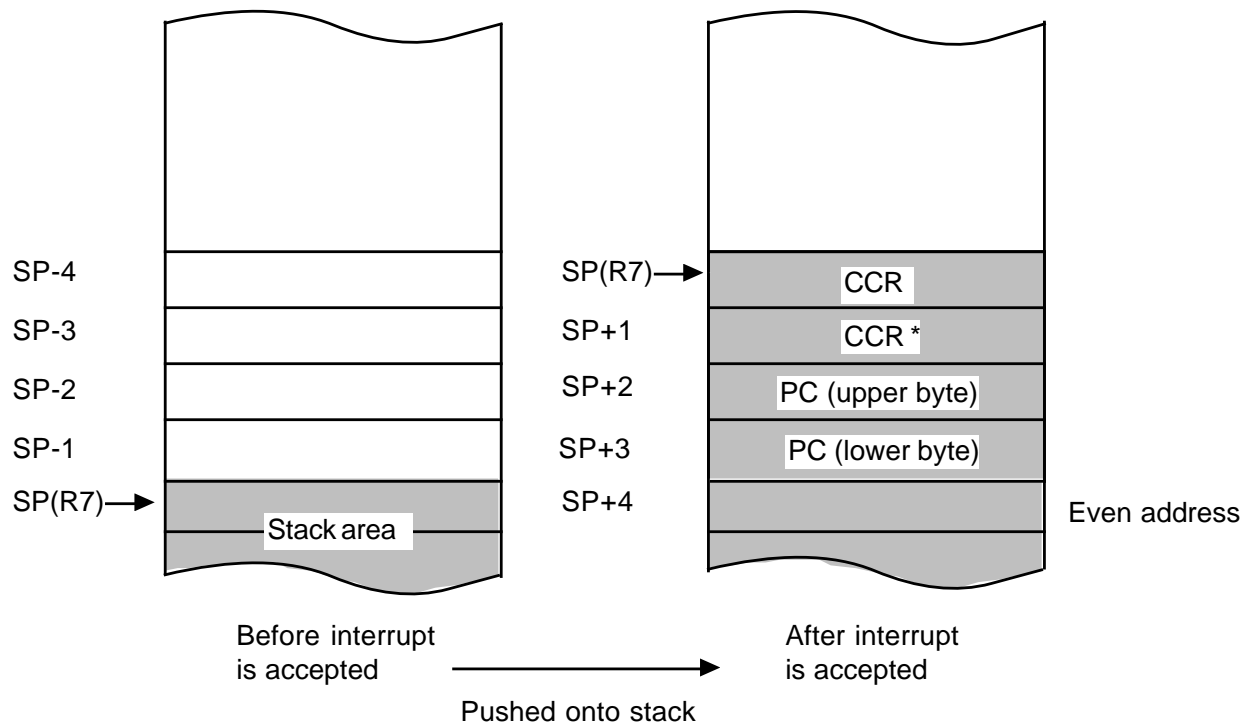 SP-4
SP-3
SP-2
SP-1
SP(R7)
Stack area
SP(R7)
SP+1
SP+2
SP+3
SP+4
CCR
CCR *
PC (upper byte)
PC (lower byte)
Even address
Before interrupt
is accepted
After interrupt
is accepted
Pushed onto stack